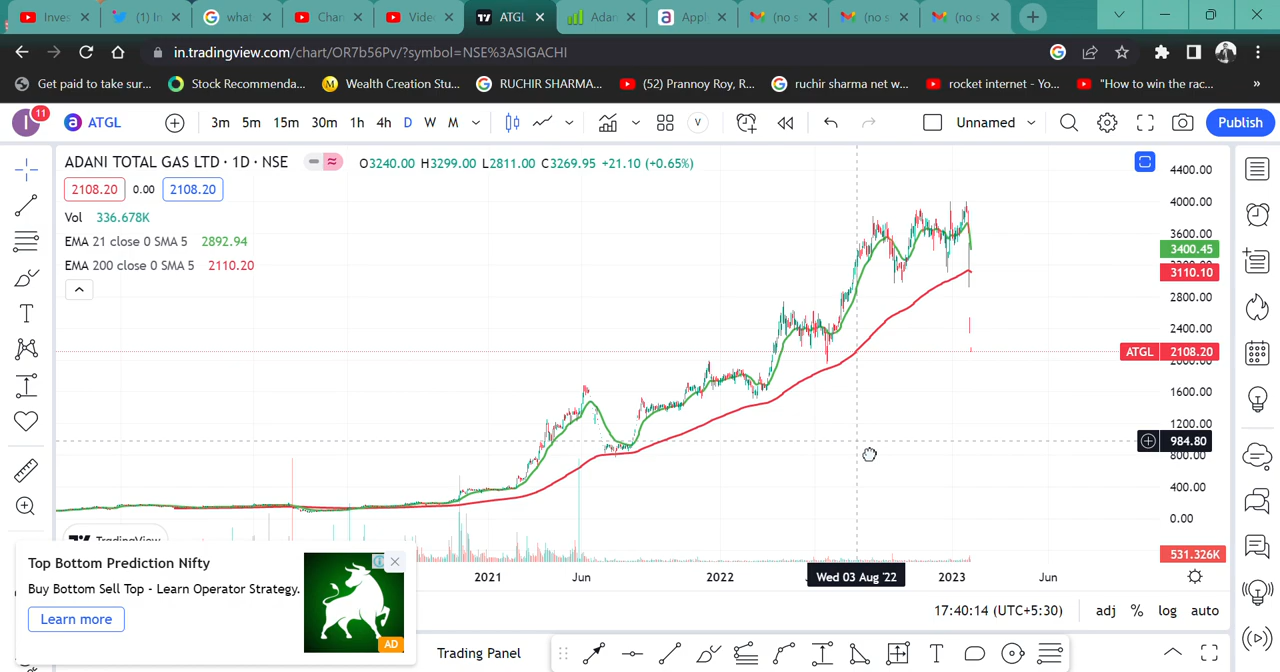 Inves
(1) In
what
Chan
Vide
ATGL
Adan
Appl
(no s
(no s
(no s
in.tradingview.com/chart/OR7b56Pv/?symbol=NSE%3ASIGACHI
Get paid to take sur...
Stock Recommenda...
Wealth Creation Stu...
RUCHIR SHARMA...
(52) Prannoy Roy, R...
ruchir sharma net w...
rocket internet - Yo...
"How to win the rac...
»
I 11
ATGL
3m 5m 15m 30m 1h 4h D W M
V
Unnamed
Publish
ADANI TOTAL GAS LTD · 1D · NSE
O3240.00 H3299.00 L2811.00 C3269.95 +21.10 (+0.65%)
2108.20 0.00 2108.20
Vol 336.678K
EMA 21 close 0 SMA 5 2892.94
EMA 200 close 0 SMA 5 2110.20
4400.00
4000.00
3600.00
3400.45
3110.10
2800.00
2400.00
ATGL 2108.20
1600.00
1200.00
984.80
800.00
400.00
0.00
531.326K
TradingView
2021 Jun 2022 Wed 03 Aug '22 2023 Jun
17:40:14 (UTC+5:30) adj % log auto
Top Bottom Prediction Nifty
Buy Bottom Sell Top - Learn Operator Strategy.
Learn more
AD
Trading Panel